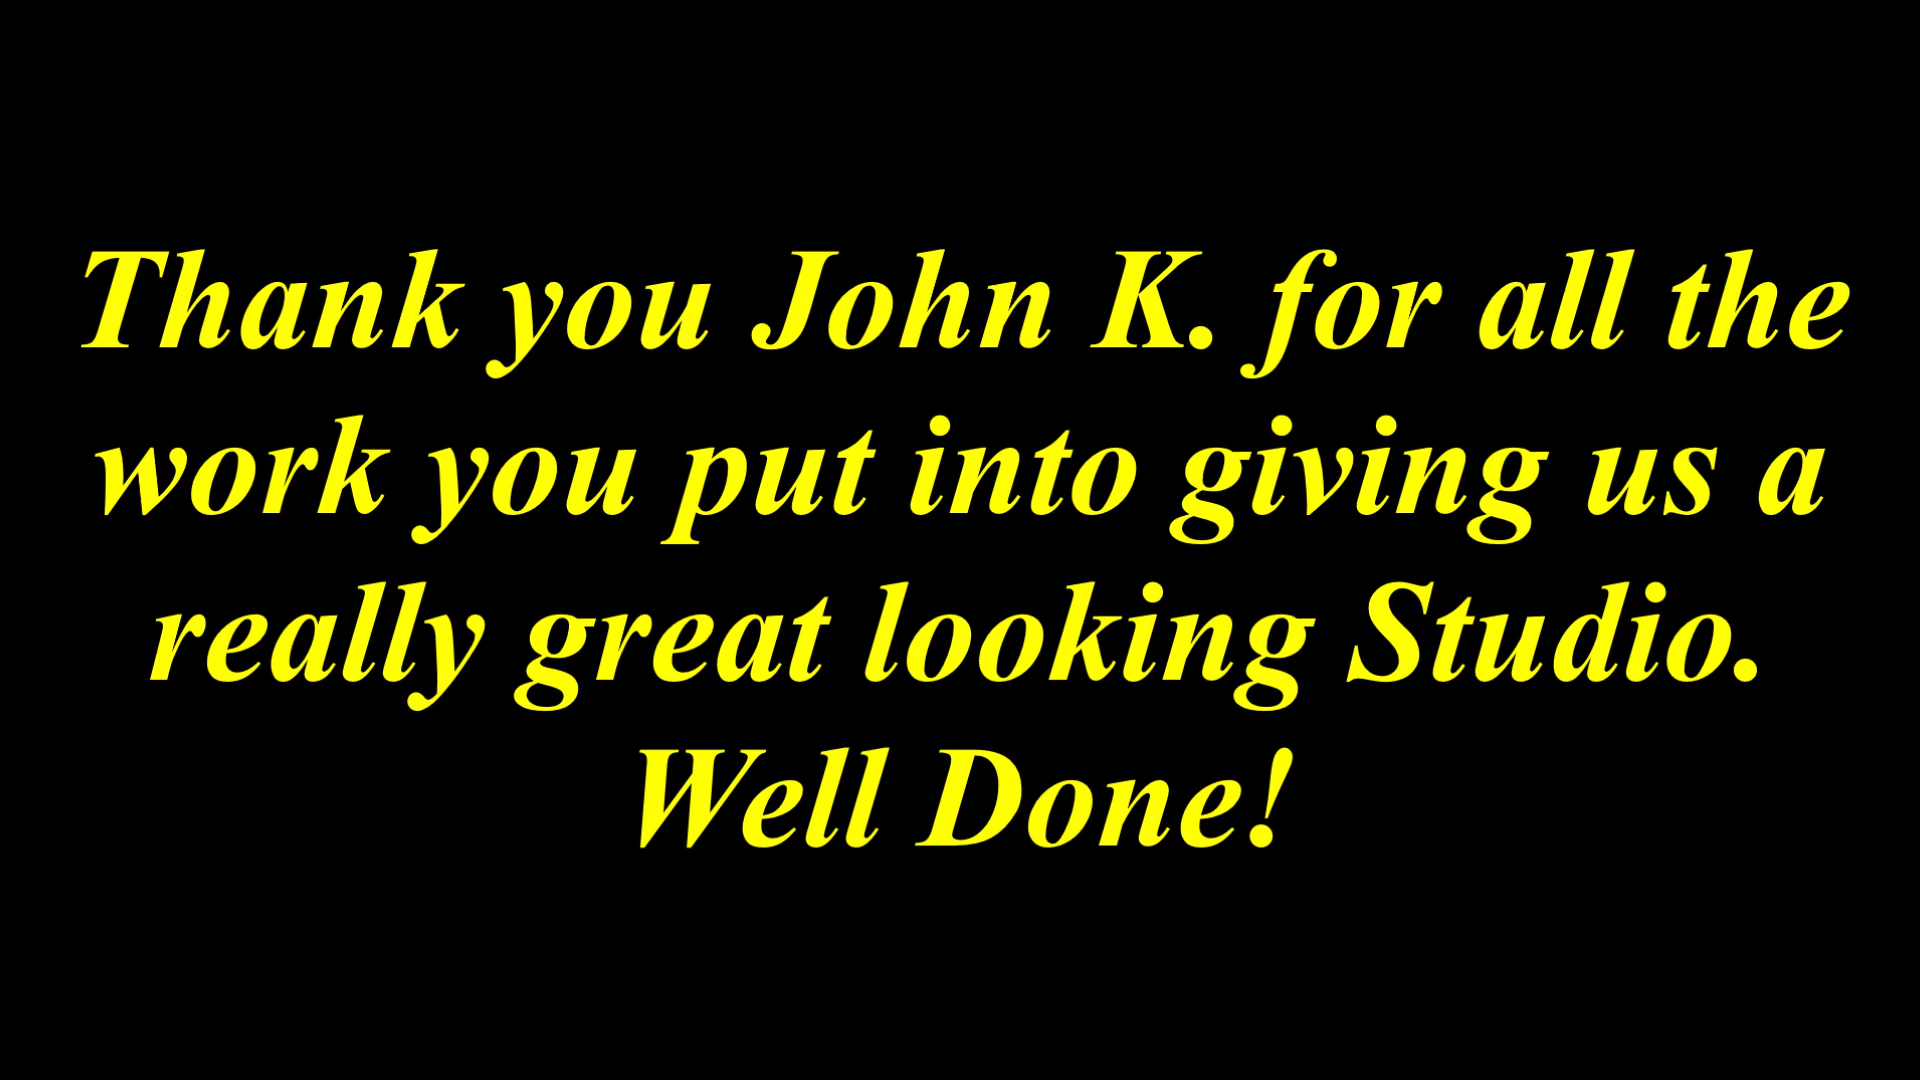 Thank you John K. for all the
work you put into giving us a
really great looking Studio.
Well Done!